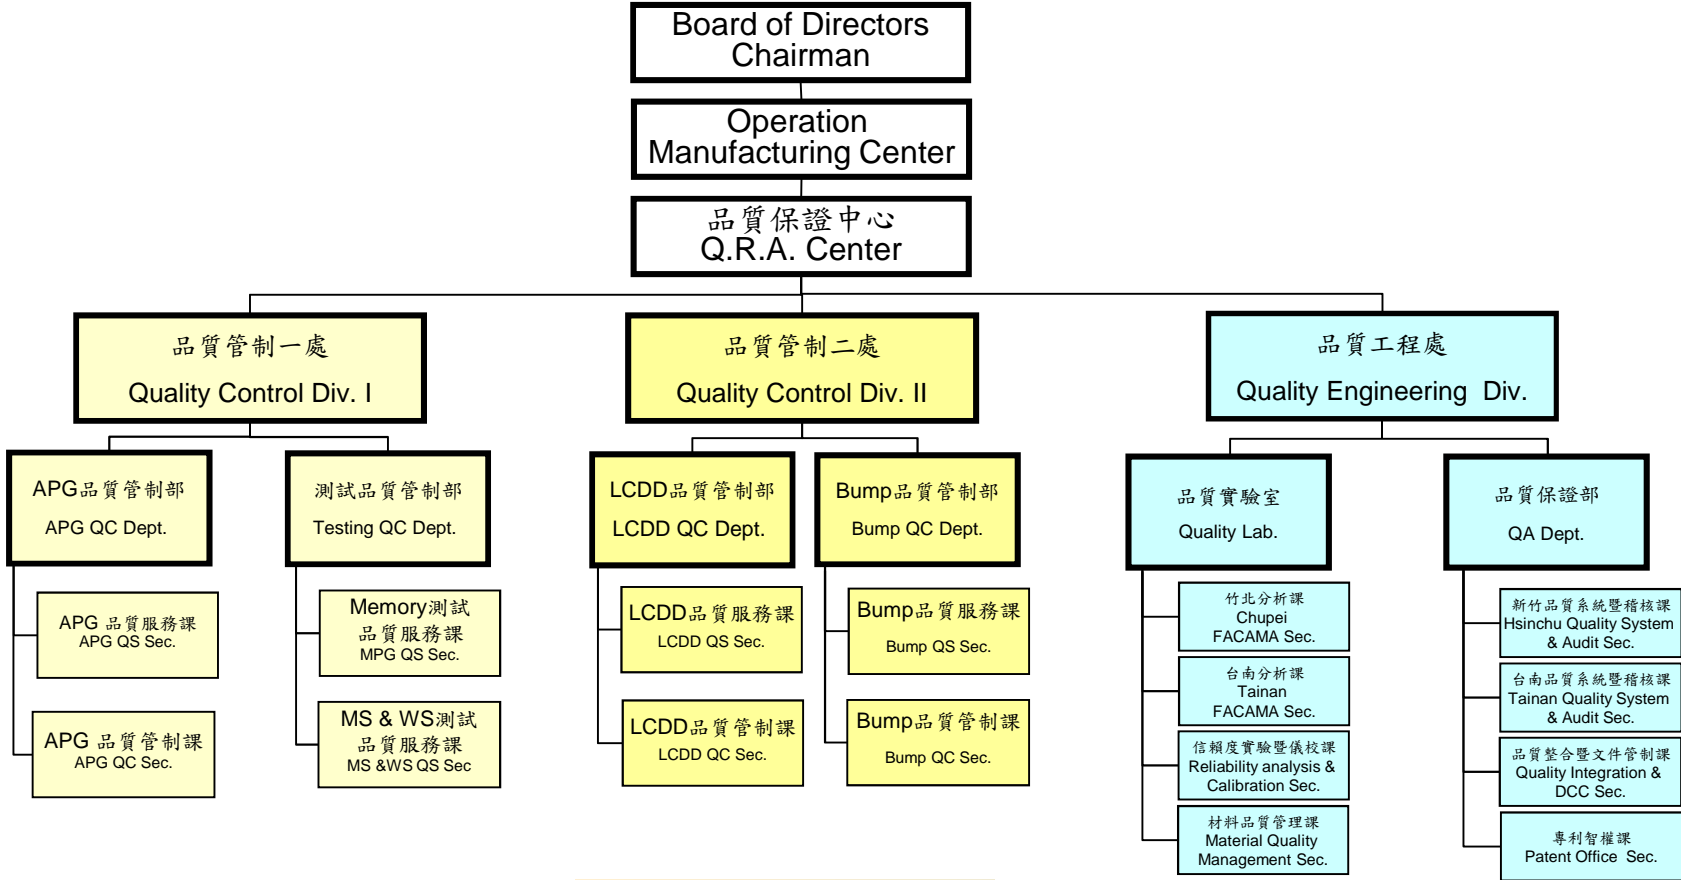 Board of Directors
Chairman
Operation
Manufacturing Center
品質保證中心
Q.R.A. Center
品質管制一處
Quality Control Div. I
品質管制二處
Quality Control Div. II
品質工程處
Quality Engineering Div.
APG品質管制部
APG QC Dept.
測試品質管制部
Testing QC Dept.
LCDD品質管制部
LCDD QC Dept.
Bump品質管制部
Bump QC Dept.
品質實驗室
Quality Lab.
品質保證部
QA Dept.
APG 品質服務課
APG QS Sec.
APG 品質管制課
APG QC Sec.
Memory測試
品質服務課
MPG QS Sec.
MS & WS測試
品質服務課
MS &WS QS Sec
LCDD品質服務課
LCDD QS Sec.
LCDD品質管制課
LCDD QC Sec.
Bump品質服務課
Bump QS Sec.
Bump品質管制課
Bump QC Sec.
竹北分析課
Chupei
FACAMA Sec.
台南分析課
Tainan
FACAMA Sec.
信賴度實驗暨儀校課
Reliability analysis &
Calibration Sec.
材料品質管理課
Material Quality
Management Sec.
新竹品質系統暨稽核課
Hsinchu Quality System
& Audit Sec.
台南品質系統暨稽核課
Tainan Quality System
& Audit Sec.
品質整合暨文件管制課
Quality Integration &
DCC Sec.
專利智權課
Patent Office Sec.